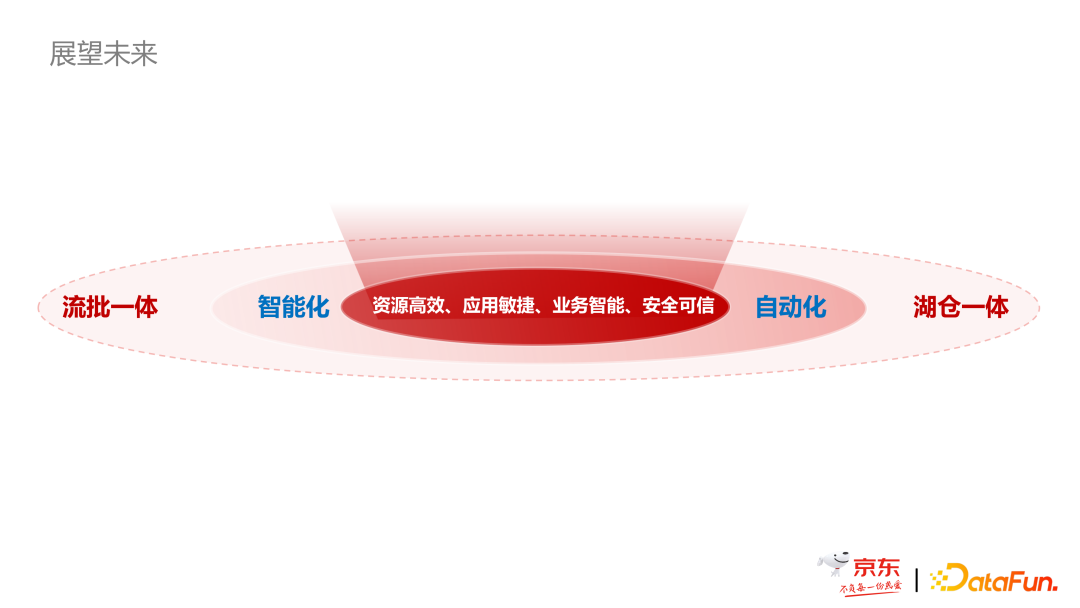 展望未来
流批一体
智能化
资源高效、应用敏捷、业务智能、安全可信
自动化
湖仓一体
京东
不负每一份热爱
DataFun.